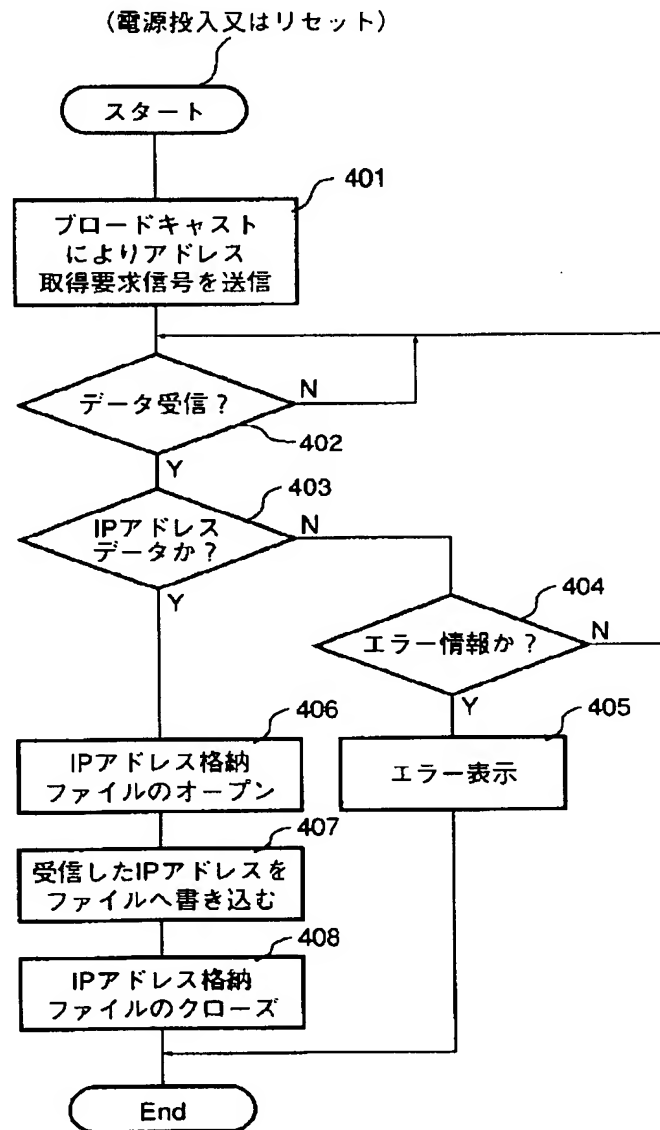 （電源投入又はリセット）
スタート
401
ブロードキャスト
によりアドレス
取得要求信号を送信
データ受信？
N
402
Y
403
IPアドレス
データか？
N
Y
404
エラー情報か？
N
Y
405
エラー表示
406
IPアドレス格納
ファイルのオープン
407
受信したIPアドレスを
ファイルへ書き込む
408
IPアドレス格納
ファイルのクローズ
End